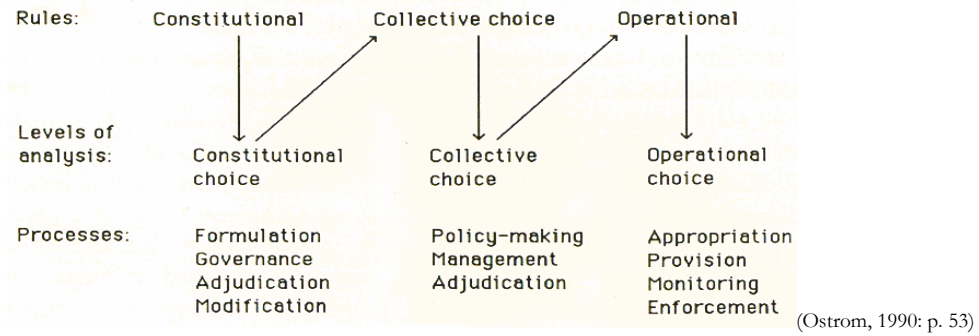 Rules: Constitutional Collective choice Operational
Levels of
analysis: Constitutional Collective Operational
choice choice choice
Processes: Formulation Policy-making Appropriation
Governance Management Provision
Adjudication Adjudication Monitoring
Modification Enforcement
(Ostrom, 1990: p. 53)